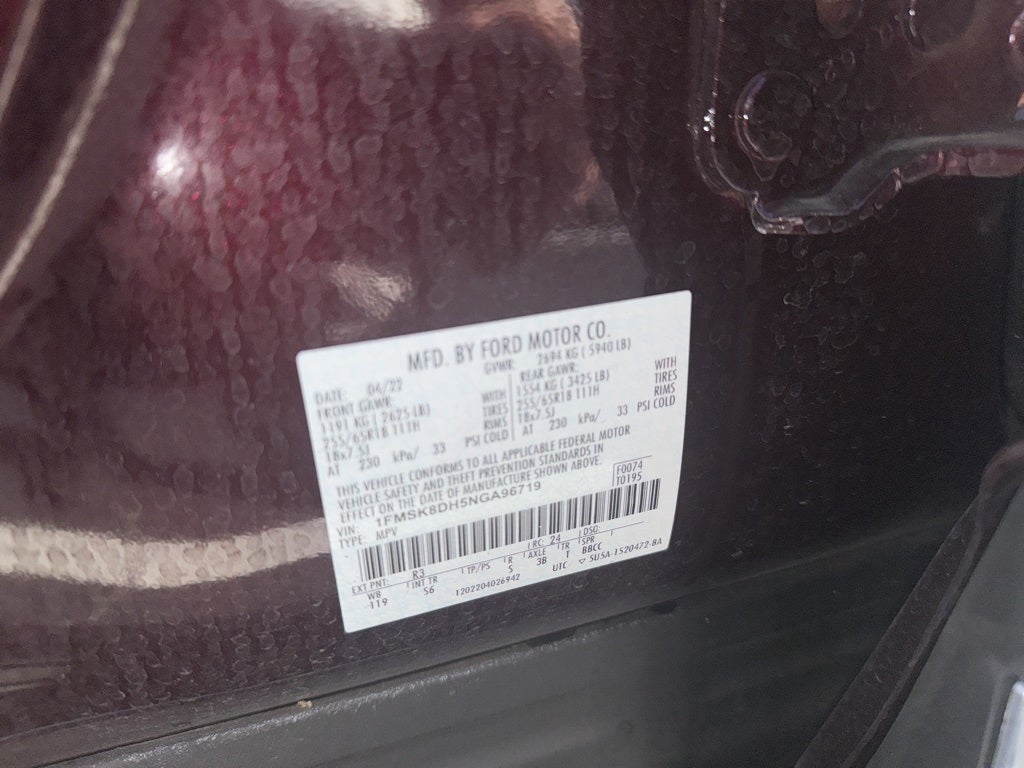 MFD. BY FORD MOTOR CO.
DATE: 04/22 GVWR: 2694 KG ( 5940 LB)
FRONT GAWR: REAR GAWR:
1191 KG ( 2625 LB) WITH 1554 KG ( 3425 LB) WITH
255/65R18 111H TIRES 255/65R18 111H TIRES
18x7.5J RIMS 18x7.5J RIMS
AT 230 kPa/ 33 PSI COLD AT 230 kPa/ 33 PSI COLD
THIS VEHICLE CONFORMS TO ALL APPLICABLE FEDERAL MOTOR
VEHICLE SAFETY AND THEFT PREVENTION STANDARDS IN
EFFECT ON THE DATE OF MANUFACTURE SHOWN ABOVE.
F0074
T0195
VIN: 1FMSK8DH5NGA96719
TYPE: MPV
EXT PNT: R3 RC: 24 DSO:
WB INT TR TP/PS R AXLE TR SPR
119 S6 S 3B T BBCC
1202204026942 UTC ▽ 5U5A-1520472-BA